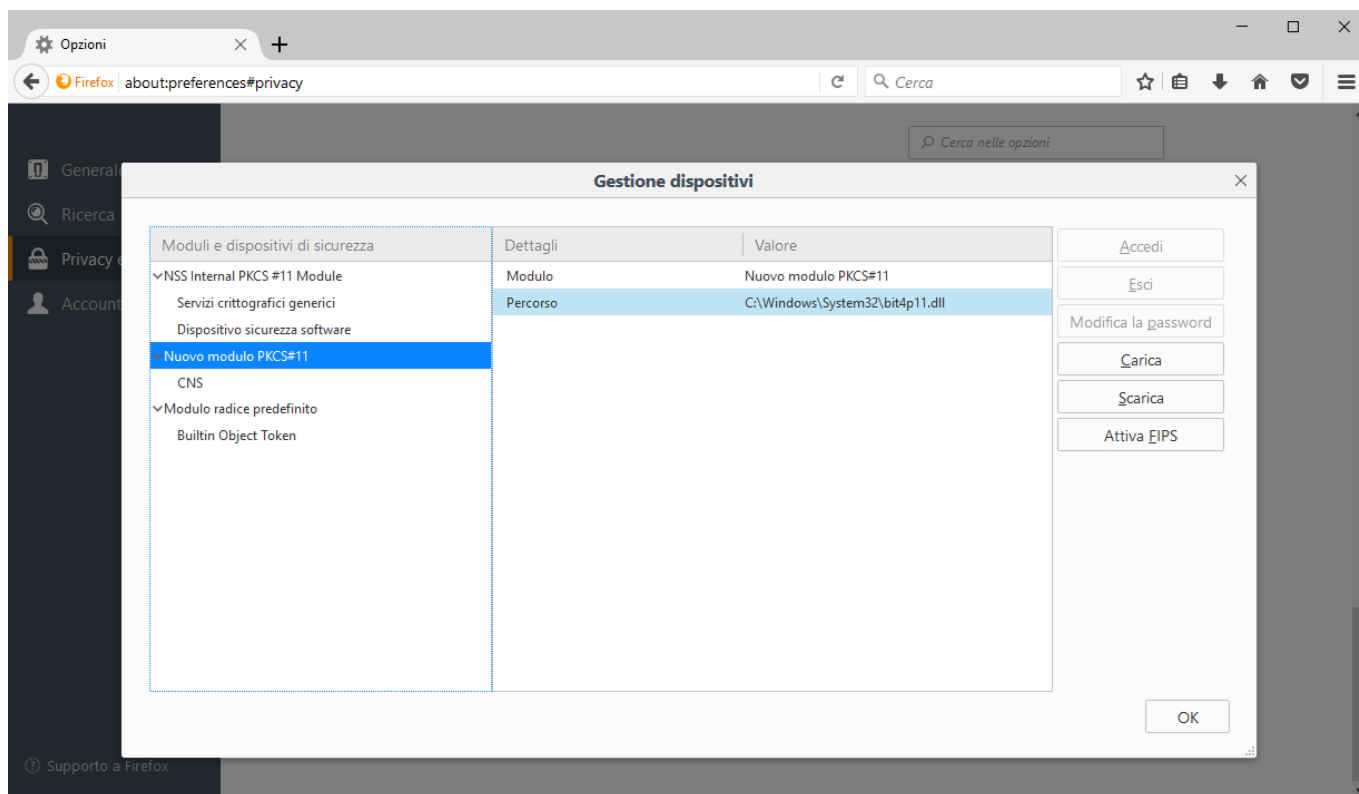 Opzioni
Firefox about:preferences#privacy Cerca
Cerca nelle opzioni
Generale
Ricerca
Privacy e
Account
Supporto a Firefox
Gestione dispositivi
Moduli e dispositivi di sicurezza
NSS Internal PKCS #11 Module
Servizi crittografici generici
Dispositivo sicurezza software
Nuovo modulo PKCS#11
CNS
Modulo radice predefinito
Builtin Object Token
Dettagli Valore
Modulo Nuovo modulo PKCS#11
Percorso C:\Windows\System32\bit4p11.dll
Accedi
Esci
Modifica la password
Carica
Scarica
Attiva FIPS
OK